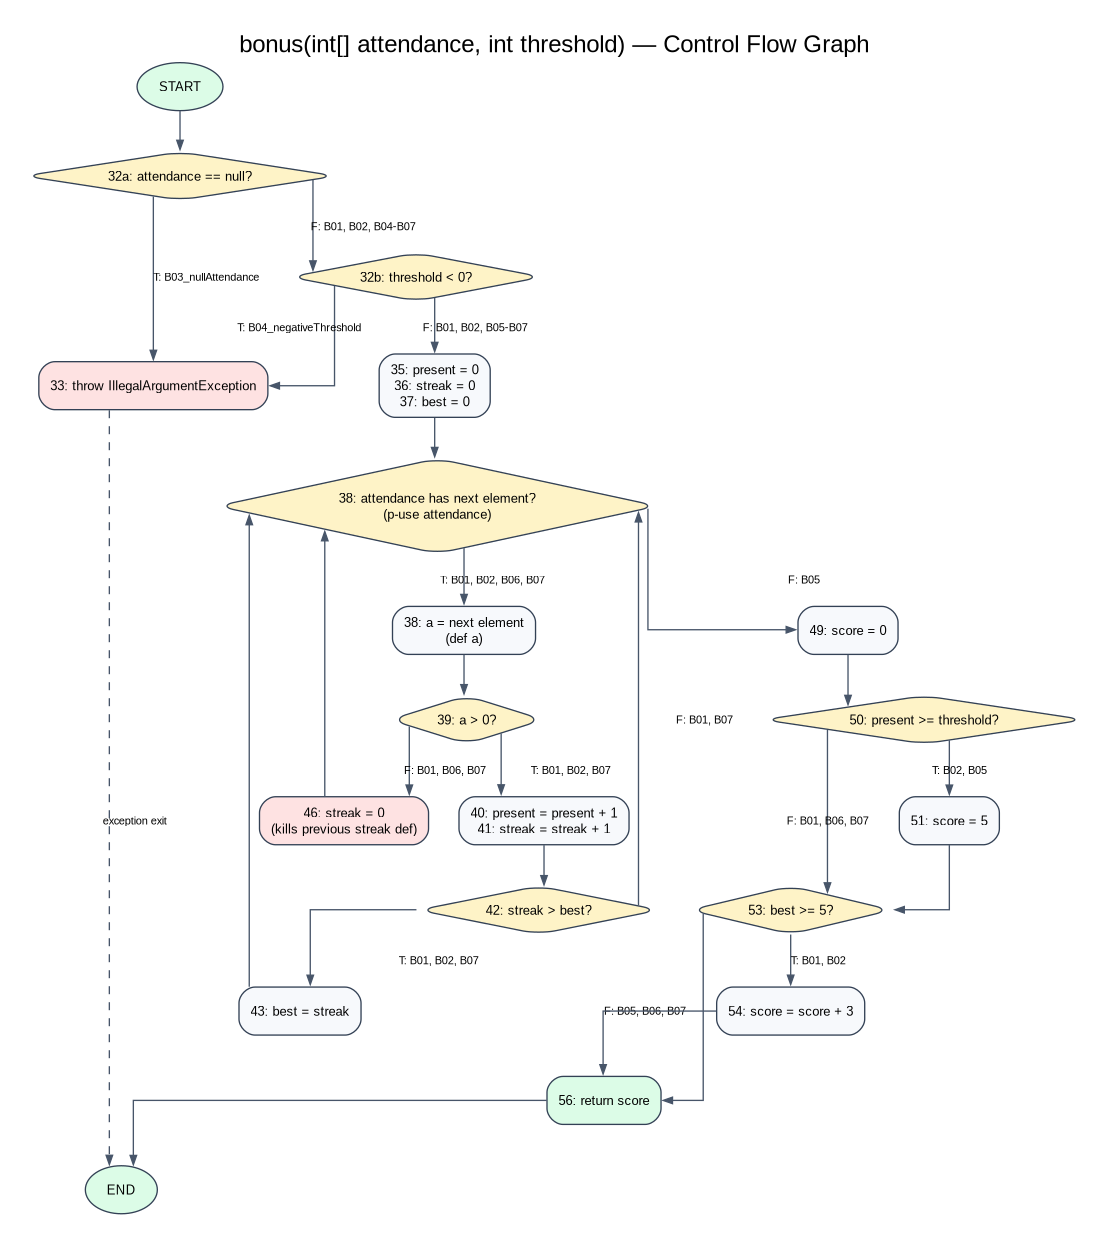 bonus(int[] attendance, int threshold) — Control Flow Graph
START
32a: attendance == null?
F: B01, B02, B04-B07
T: B03_nullAttendance
32b: threshold < 0?
T: B04_negativeThreshold
F: B01, B02, B05-B07
33: throw IllegalArgumentException
35: present = 0
36: streak = 0
37: best = 0
38: attendance has next element?
(p-use attendance)
T: B01, B02, B06, B07
F: B05
38: a = next element
(def a)
49: score = 0
39: a > 0?
F: B01, B07
50: present >= threshold?
F: B01, B06, B07
T: B01, B02, B07
T: B02, B05
46: streak = 0
(kills previous streak def)
40: present = present + 1
41: streak = streak + 1
exception exit
F: B01, B06, B07
51: score = 5
42: streak > best?
53: best >= 5?
T: B01, B02, B07
T: B01, B02
43: best = streak
F: B05, B06, B07
54: score = score + 3
56: return score
END